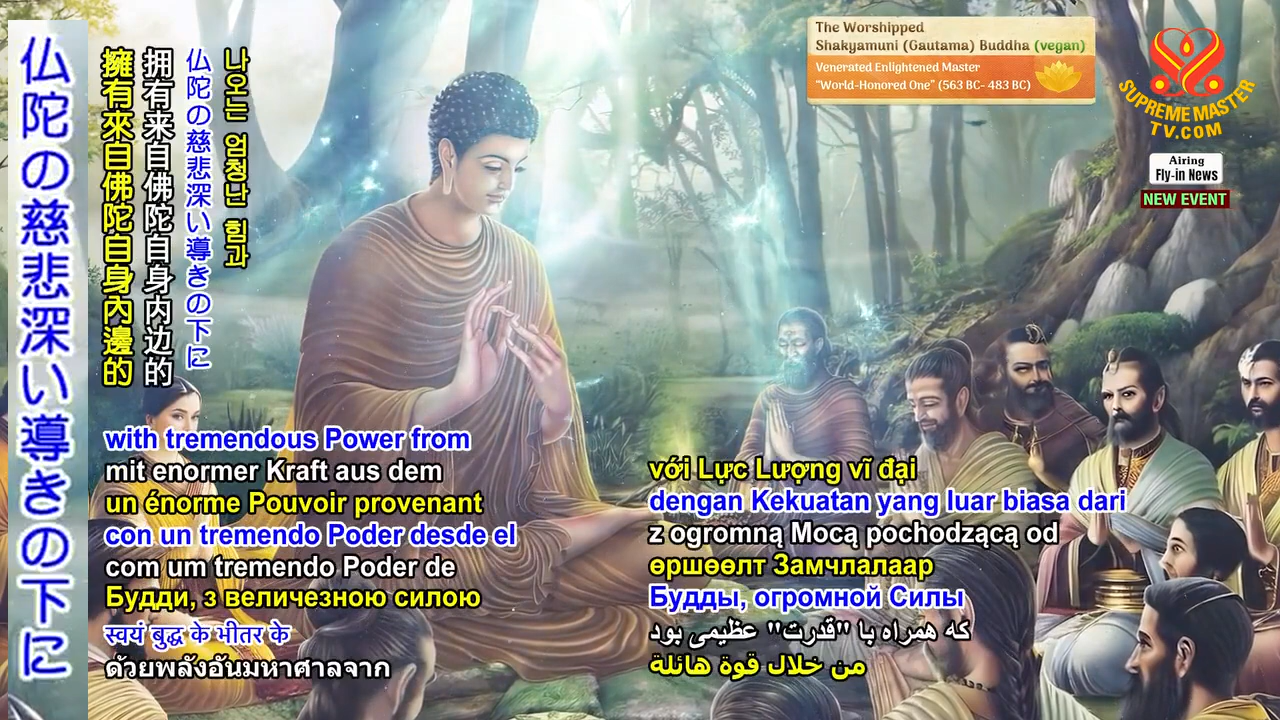 仏陀の慈悲深い導きの下に
擁有來自佛陀自身內邊的
拥有来自佛陀自身内边的
仏陀の慈悲深い導きの下に
나오는 엄청난 힘과
The Worshipped
Shakyamuni (Gautama) Buddha (vegan)
Venerated Enlightened Master
"World-Honored One" (563 BC- 483 BC)
SUPREME MASTER
TV.COM
Airing
Fly-in News
NEW EVENT
with tremendous Power from
mit enormer Kraft aus dem
un énorme Pouvoir provenant
con un tremendo Poder desde el
com um tremendo Poder de
Будди, з величезною силою
स्वयं बुद्ध के भीतर के
ด้วยพลังอันมหาศาลจาก
với Lực Lượng vĩ đại
dengan Kekuatan yang luar biasa dari
z ogromną Mocą pochodzącą od
өршөөлт Замчлалаар
Будды, огромной Силы
که همراه با "قدرت" عظیمی بود
من خلال قوة هائلة